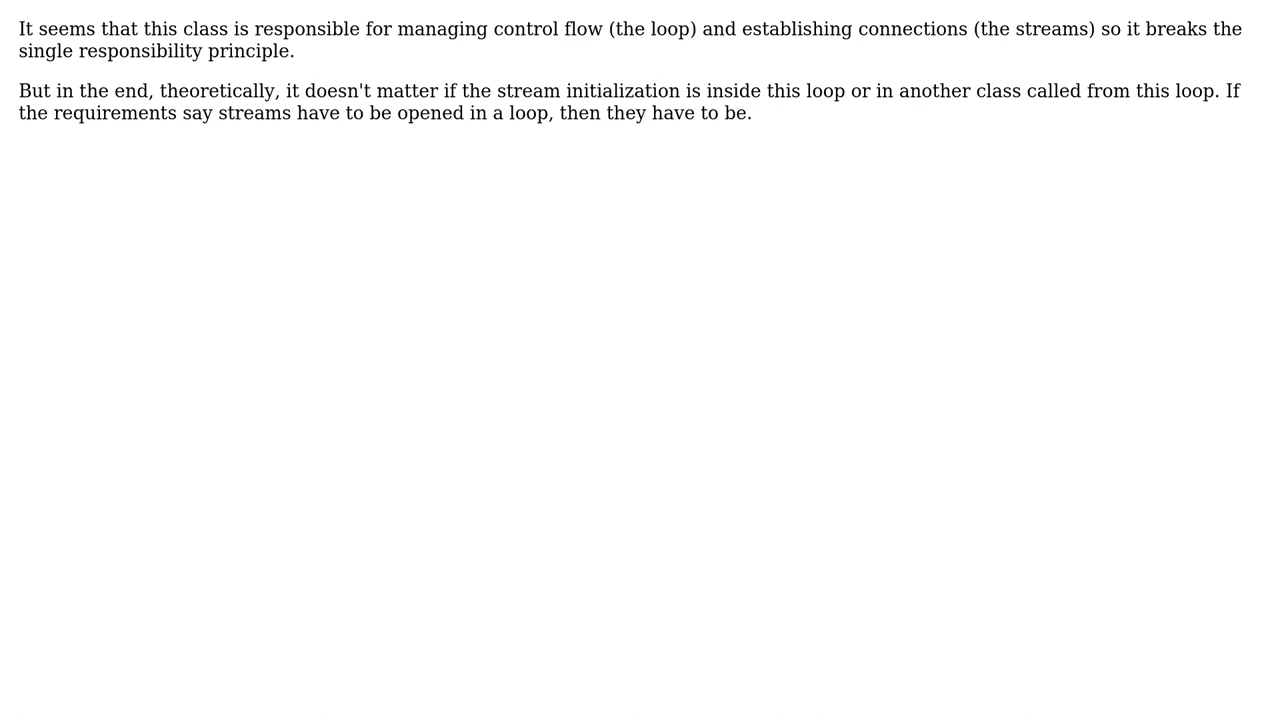 It seems that this class is responsible for managing control flow (the loop) and establishing connections (the streams) so it breaks the
single responsibility principle.
But in the end, theoretically, it doesn't matter if the stream initialization is inside this loop or in another class called from this loop. If
the requirements say streams have to be opened in a loop, then they have to be.